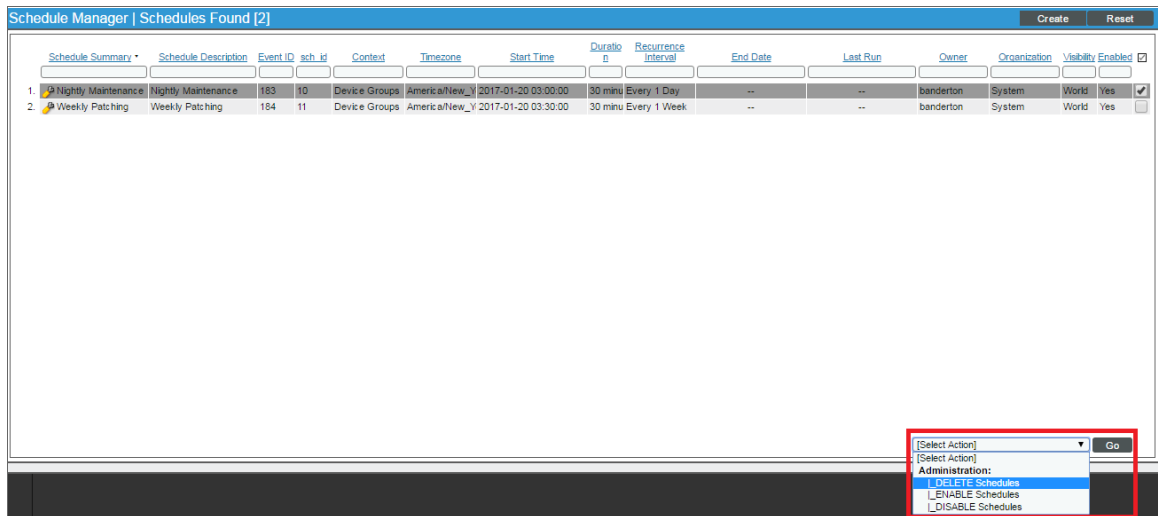 Schedule Manager | Schedules Found [2]
Create Reset
Schedule Summary Schedule Description Event ID sch_id Context Timezone Start Time Duratio n Recurrence Interval End Date Last Run Owner Organization Visibility Enabled
1. Nightly Maintenance Nightly Maintenance 183 10 Device Groups America/New_Y 2017-01-20 03:00:00 30 minu Every 1 Day -- -- banderton System World Yes
2. Weekly Patching Weekly Patching 184 11 Device Groups America/New_Y 2017-01-20 03:30:00 30 minu Every 1 Week -- -- banderton System World Yes
[Select Action] Go
[Select Action]
Administration:
|_DELETE Schedules
|_ENABLE Schedules
|_DISABLE Schedules